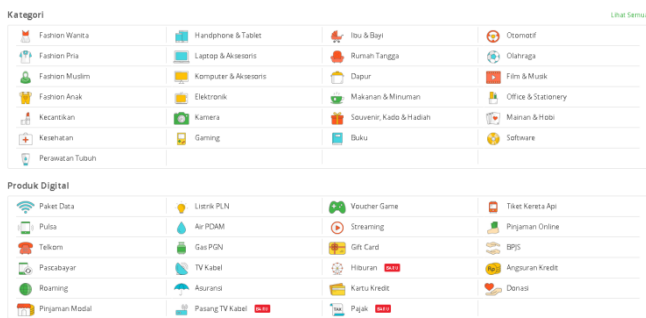 Kategori
Lihat Semua
Fashion Wanita
Handphone & Tablet
Ibu & Bayi
Otomotif
Fashion Pria
Laptop & Aksesoris
Rumah Tangga
Olahraga
Fashion Muslim
Komputer & Aksesoris
Dapur
Film & Musik
Fashion Anak
Elektronik
Makanan & Minuman
Office & Stationery
Kecantikan
Kamera
Souvenir, Kado & Hadiah
Mainan & Hobi
Kesehatan
Gaming
Buku
Software
Perawatan Tubuh
Produk Digital
Paket Data
Listrik PLN
Voucher Game
Tiket Kereta Api
Pulsa
Air PDAM
Streaming
Pinjaman Online
Telkom
Gas PGN
Gift Card
BPJS
Pascabayar
TV Kabel
Hiburan BARU
Angsuran Kredit
Roaming
Asuransi
Kartu Kredit
Donasi
Pinjaman Modal
Pasang TV Kabel BARU
Pajak BARU